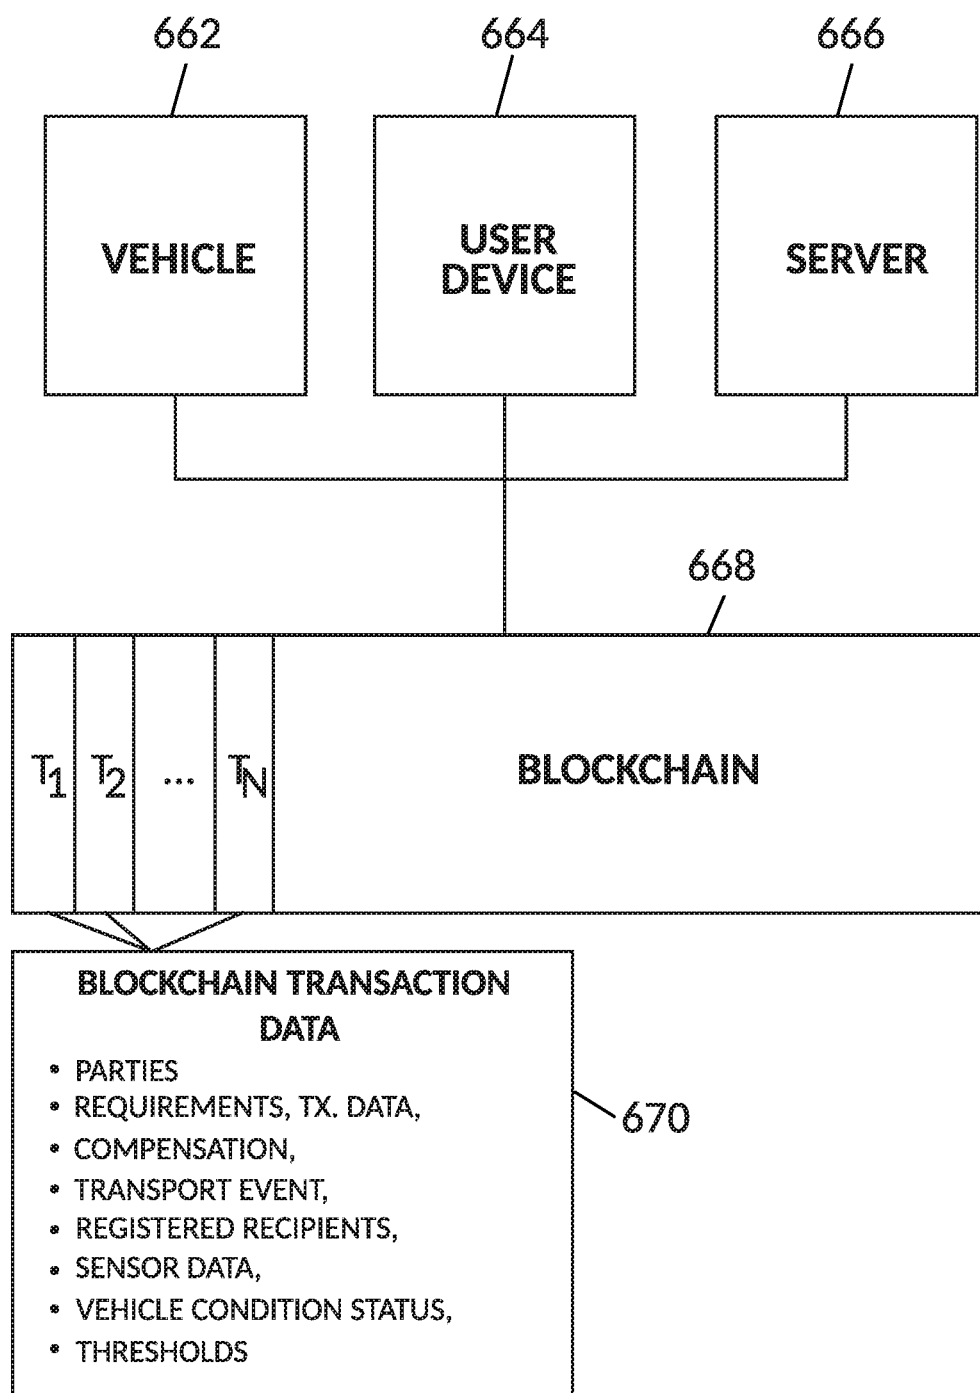 662
664
666
VEHICLE
USER
DEVICE
SERVER
668
T1
T2
...
TN
BLOCKCHAIN
BLOCKCHAIN TRANSACTION
DATA
• PARTIES
• REQUIREMENTS, TX. DATA,
• COMPENSATION,
• TRANSPORT EVENT,
• REGISTERED RECIPIENTS,
• SENSOR DATA,
• VEHICLE CONDITION STATUS,
• THRESHOLDS
670